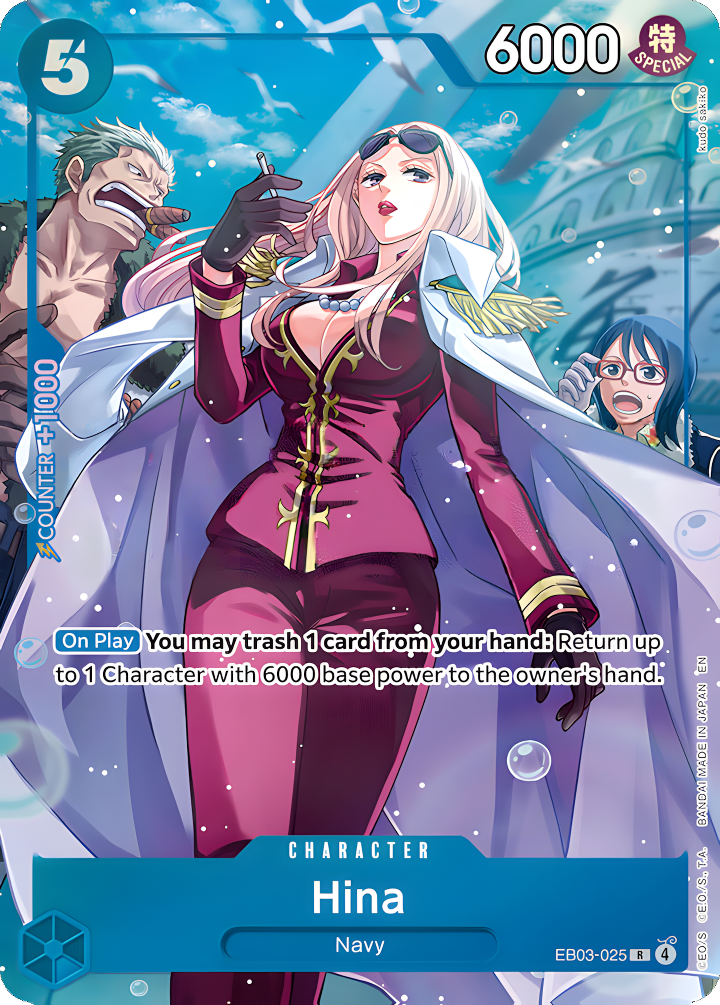 5
6000
特
SPECIAL
kudo sakiko
COUNTER +1000
On Play You may trash 1 card from your hand: Return up
to 1 Character with 6000 base power to the owner's hand.
CHARACTER
Hina
Navy
EB03-025 R 4
©E.O/S ©E.O./S., T.A. BANDAI MADE IN JAPAN EN